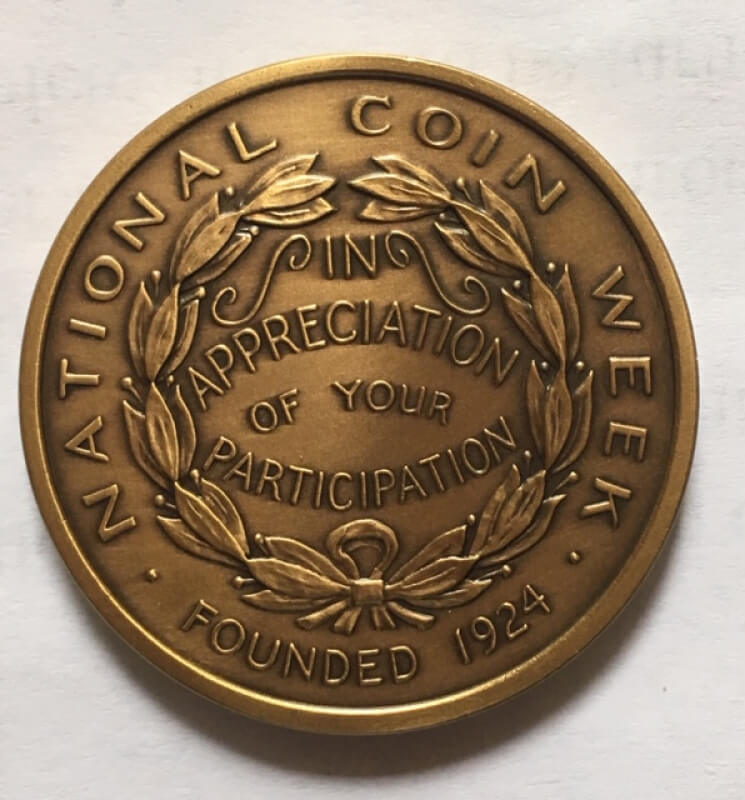 NATIONAL COIN WEEK
IN
APPRECIATION
OF YOUR
PARTICIPATION
· FOUNDED 1924 ·